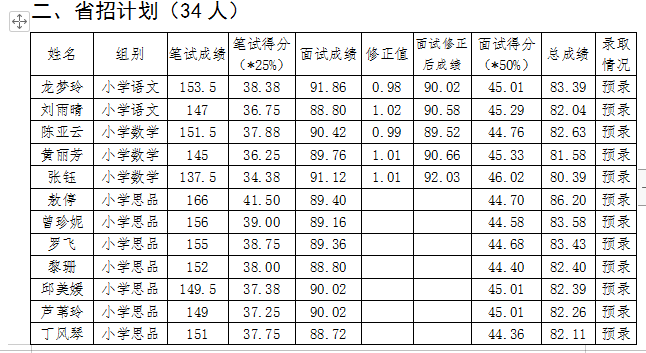 二、省招计划（34人）
姓名 组别 笔试成绩 笔试得分（*25%） 面试成绩 修正值 面试修正后成绩 面试得分（*50%） 总成绩 录取情况
龙梦玲 小学语文 153.5 38.38 91.86 0.98 90.02 45.01 83.39 预录
刘雨晴 小学语文 147 36.75 88.80 1.02 90.58 45.29 82.04 预录
陈亚云 小学数学 151.5 37.88 90.42 0.99 89.52 44.76 82.63 预录
黄丽芳 小学数学 145 36.25 89.76 1.01 90.66 45.33 81.58 预录
张钰 小学数学 137.5 34.38 91.12 1.01 92.03 46.02 80.39 预录
敖停 小学思品 166 41.50 89.40 44.70 86.20 预录
曾珍妮 小学思品 156 39.00 89.16 44.58 83.58 预录
罗飞 小学思品 155 38.75 89.36 44.68 83.43 预录
黎珊 小学思品 152 38.00 88.80 44.40 82.40 预录
邱美媛 小学思品 149.5 37.38 90.02 45.01 82.39 预录
芦苇玲 小学思品 149 37.25 90.02 45.01 82.26 预录
丁风琴 小学思品 151 37.75 88.72 44.36 82.11 预录